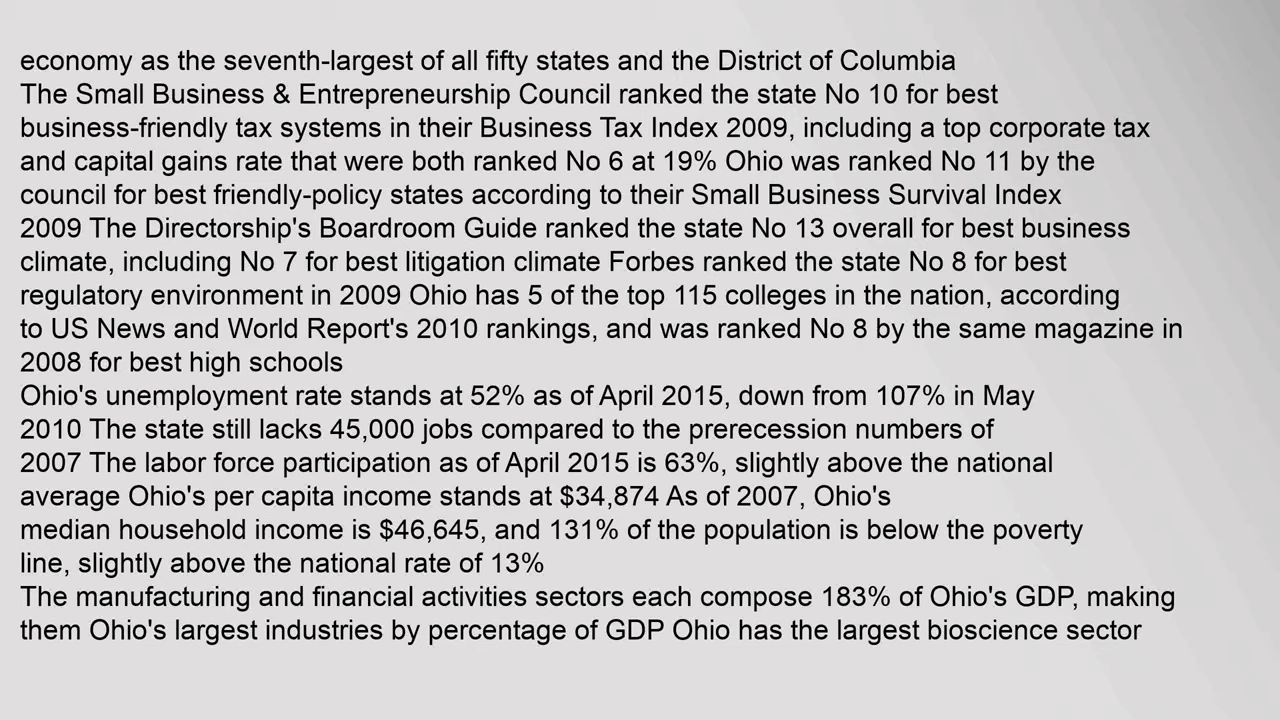 economy as the seventh-largest of all fifty states and the District of Columbia
The Small Business & Entrepreneurship Council ranked the state No 10 for best
business-friendly tax systems in their Business Tax Index 2009, including a top corporate tax
and capital gains rate that were both ranked No 6 at 19% Ohio was ranked No 11 by the
council for best friendly-policy states according to their Small Business Survival Index
2009 The Directorship's Boardroom Guide ranked the state No 13 overall for best business
climate, including No 7 for best litigation climate Forbes ranked the state No 8 for best
regulatory environment in 2009 Ohio has 5 of the top 115 colleges in the nation, according
to US News and World Report's 2010 rankings, and was ranked No 8 by the same magazine in
2008 for best high schools
Ohio's unemployment rate stands at 52% as of April 2015, down from 107% in May
2010 The state still lacks 45,000 jobs compared to the prerecession numbers of
2007 The labor force participation as of April 2015 is 63%, slightly above the national
average Ohio's per capita income stands at $34,874 As of 2007, Ohio's
median household income is $46,645, and 131% of the population is below the poverty
line, slightly above the national rate of 13%
The manufacturing and financial activities sectors each compose 183% of Ohio's GDP, making
them Ohio's largest industries by percentage of GDP Ohio has the largest bioscience sector